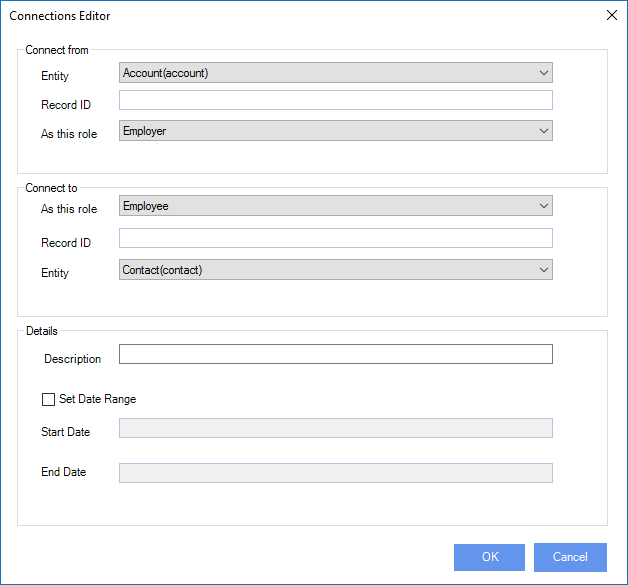 Connections Editor
Connect from
Entity
Account(account)
Record ID
As this role
Employer
Connect to
As this role
Employee
Record ID
Entity
Contact(contact)
Details
Description
Set Date Range
Start Date
End Date
OK
Cancel